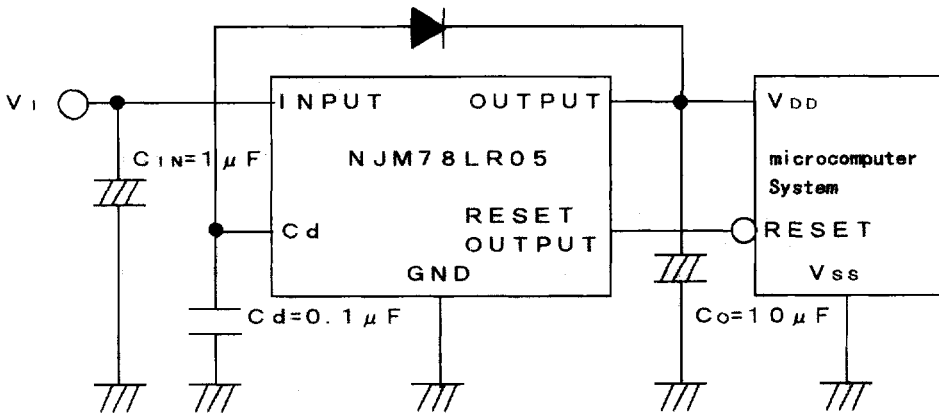 VI
INPUT
OUTPUT
VDD
CIN=1μF
NJM78LR05
microcomputer
System
Cd
RESET
OUTPUT
RESET
GND
VSS
Cd=0.1μF
CO=10μF